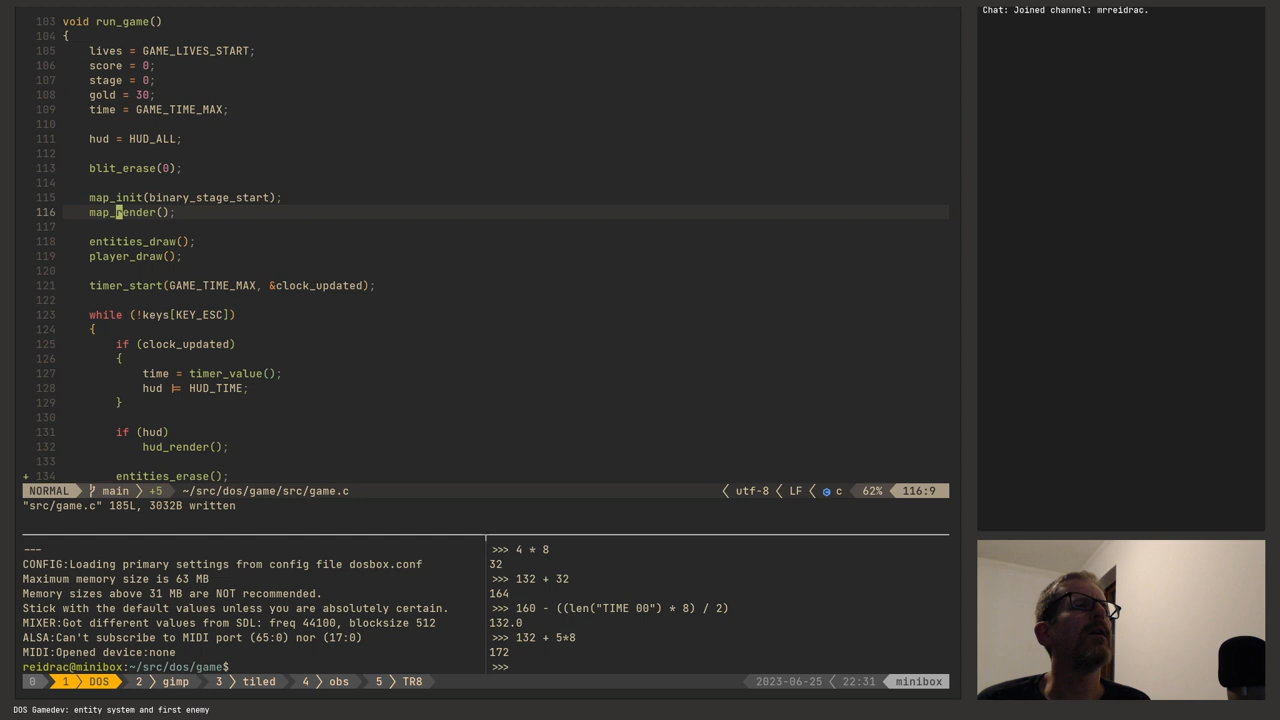 103 void run_game()
104 {
105 lives = GAME_LIVES_START;
106 score = 0;
107 stage = 0;
108 gold = 30;
109 time = GAME_TIME_MAX;
110
111 hud = HUD_ALL;
112
113 blit_erase(0);
114
115 map_init(binary_stage_start);
116 map_render();
117
118 entities_draw();
119 player_draw();
120
121 timer_start(GAME_TIME_MAX, &clock_updated);
122
123 while (!keys[KEY_ESC])
124 {
125 if (clock_updated)
126 {
127 time = timer_value();
128 hud |= HUD_TIME;
129 }
130
131 if (hud)
132 hud_render();
133
+ 134 entities_erase();
NORMAL main +5 ~/src/dos/game/src/game.c utf-8 LF c 62% 116:9
"src/game.c" 185L, 3032B written
---
CONFIG:Loading primary settings from config file dosbox.conf
Maximum memory size is 63 MB
Memory sizes above 31 MB are NOT recommended.
Stick with the default values unless you are absolutely certain.
MIXER:Got different values from SDL: freq 44100, blocksize 512
ALSA:Can't subscribe to MIDI port (65:0) nor (17:0)
MIDI:Opened device:none
reidrac@minibox:~/src/dos/game$
>>> 4 * 8
32
>>> 132 + 32
164
>>> 160 - ((len("TIME 00") * 8) / 2)
132.0
>>> 132 + 5*8
172
>>>
0 1 DOS 2 gimp 3 tiled 4 obs 5 TR8 2023-06-25 22:31 minibox
DOS Gamedev: entity system and first enemy
Chat: Joined channel: mrreidrac.